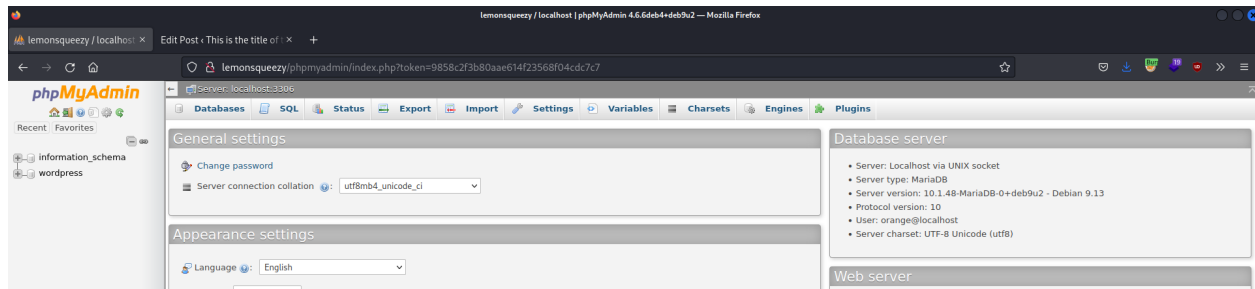 lemonsqueezy / localhost | phpMyAdmin 4.6.6deb4+deb9u2 — Mozilla Firefox
lemonsqueezy / localhost × Edit Post ‹ This is the title of t × +
lemonsqueezy/phpmyadmin/index.php?token=9858c2f3b80aae614f23568f04cdc7c7
phpMyAdmin
Recent Favorites
information_schema
wordpress
Server: localhost:3306
Databases SQL Status Export Import Settings Variables Charsets Engines Plugins
General settings
Change password
Server connection collation : utf8mb4_unicode_ci
Appearance settings
Language : English
Database server
• Server: Localhost via UNIX socket
• Server type: MariaDB
• Server version: 10.1.48-MariaDB-0+deb9u2 - Debian 9.13
• Protocol version: 10
• User: orange@localhost
• Server charset: UTF-8 Unicode (utf8)
Web server